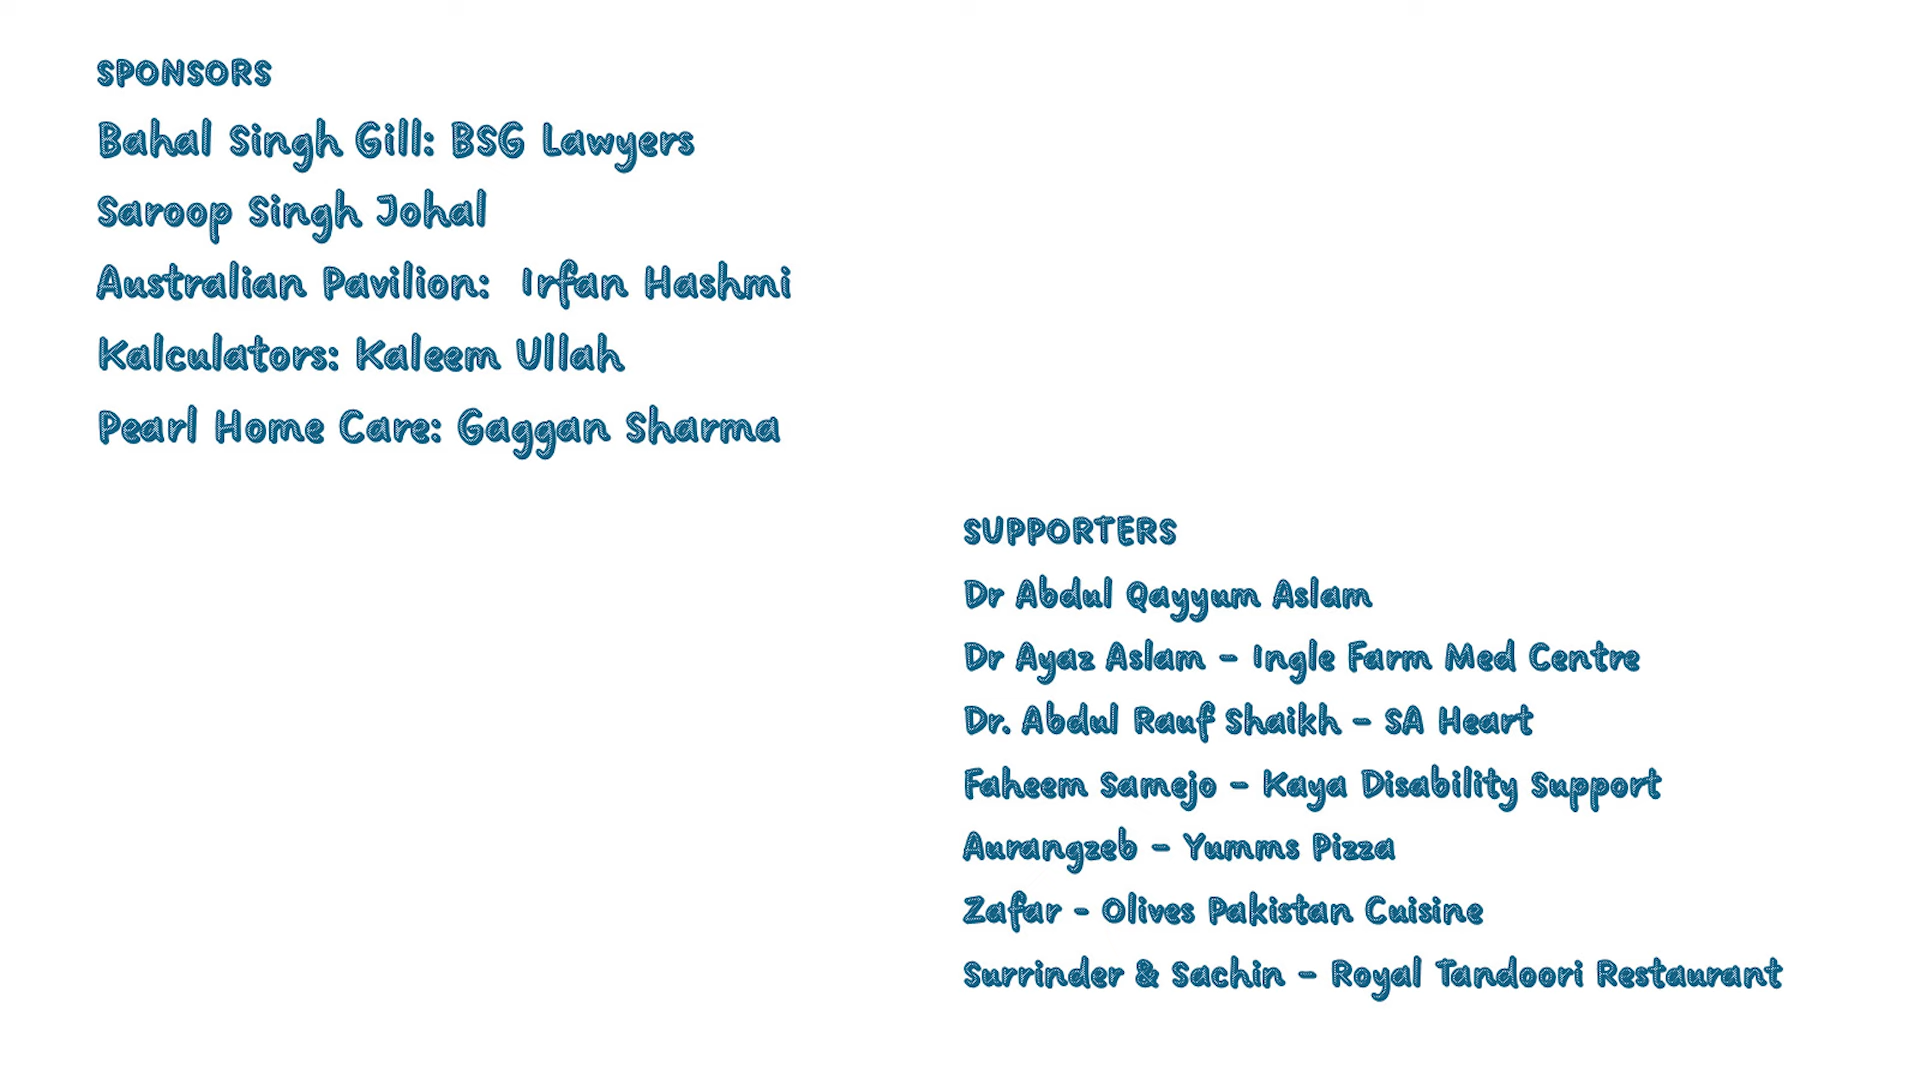 SPONSORS
Bahal Singh Gill: BSG Lawyers
Saroop Singh Johal
Australian Pavilion:  Irfan Hashmi
Kalculators: Kaleem Ullah
Pearl Home Care: Gaggan Sharma
SUPPORTERS
Dr Abdul Qayyum Aslam
Dr Ayaz Aslam – Ingle Farm Med Centre
Dr. Abdul Rauf Shaikh – SA Heart
Faheem Samejo – Kaya Disability Support
Aurangzeb – Yumms Pizza
Zafar - Olives Pakistan Cuisine
Surrinder & Sachin – Royal Tandoori Restaurant